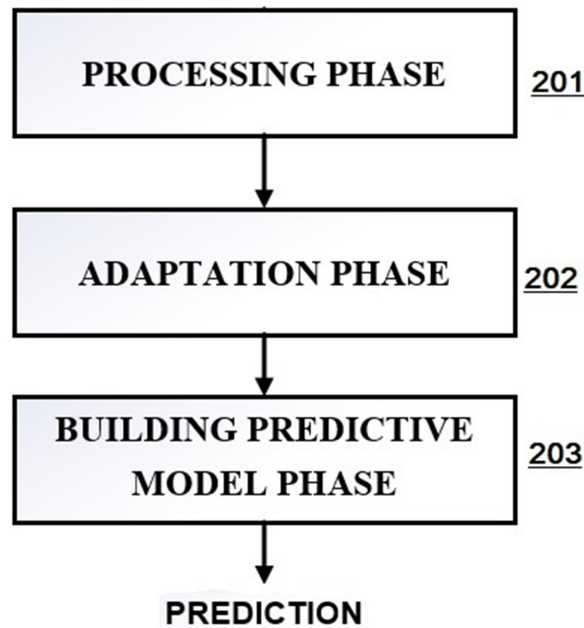 PROCESSING PHASE
201
ADAPTATION PHASE
202
BUILDING PREDICTIVE
MODEL PHASE
203
PREDICTION